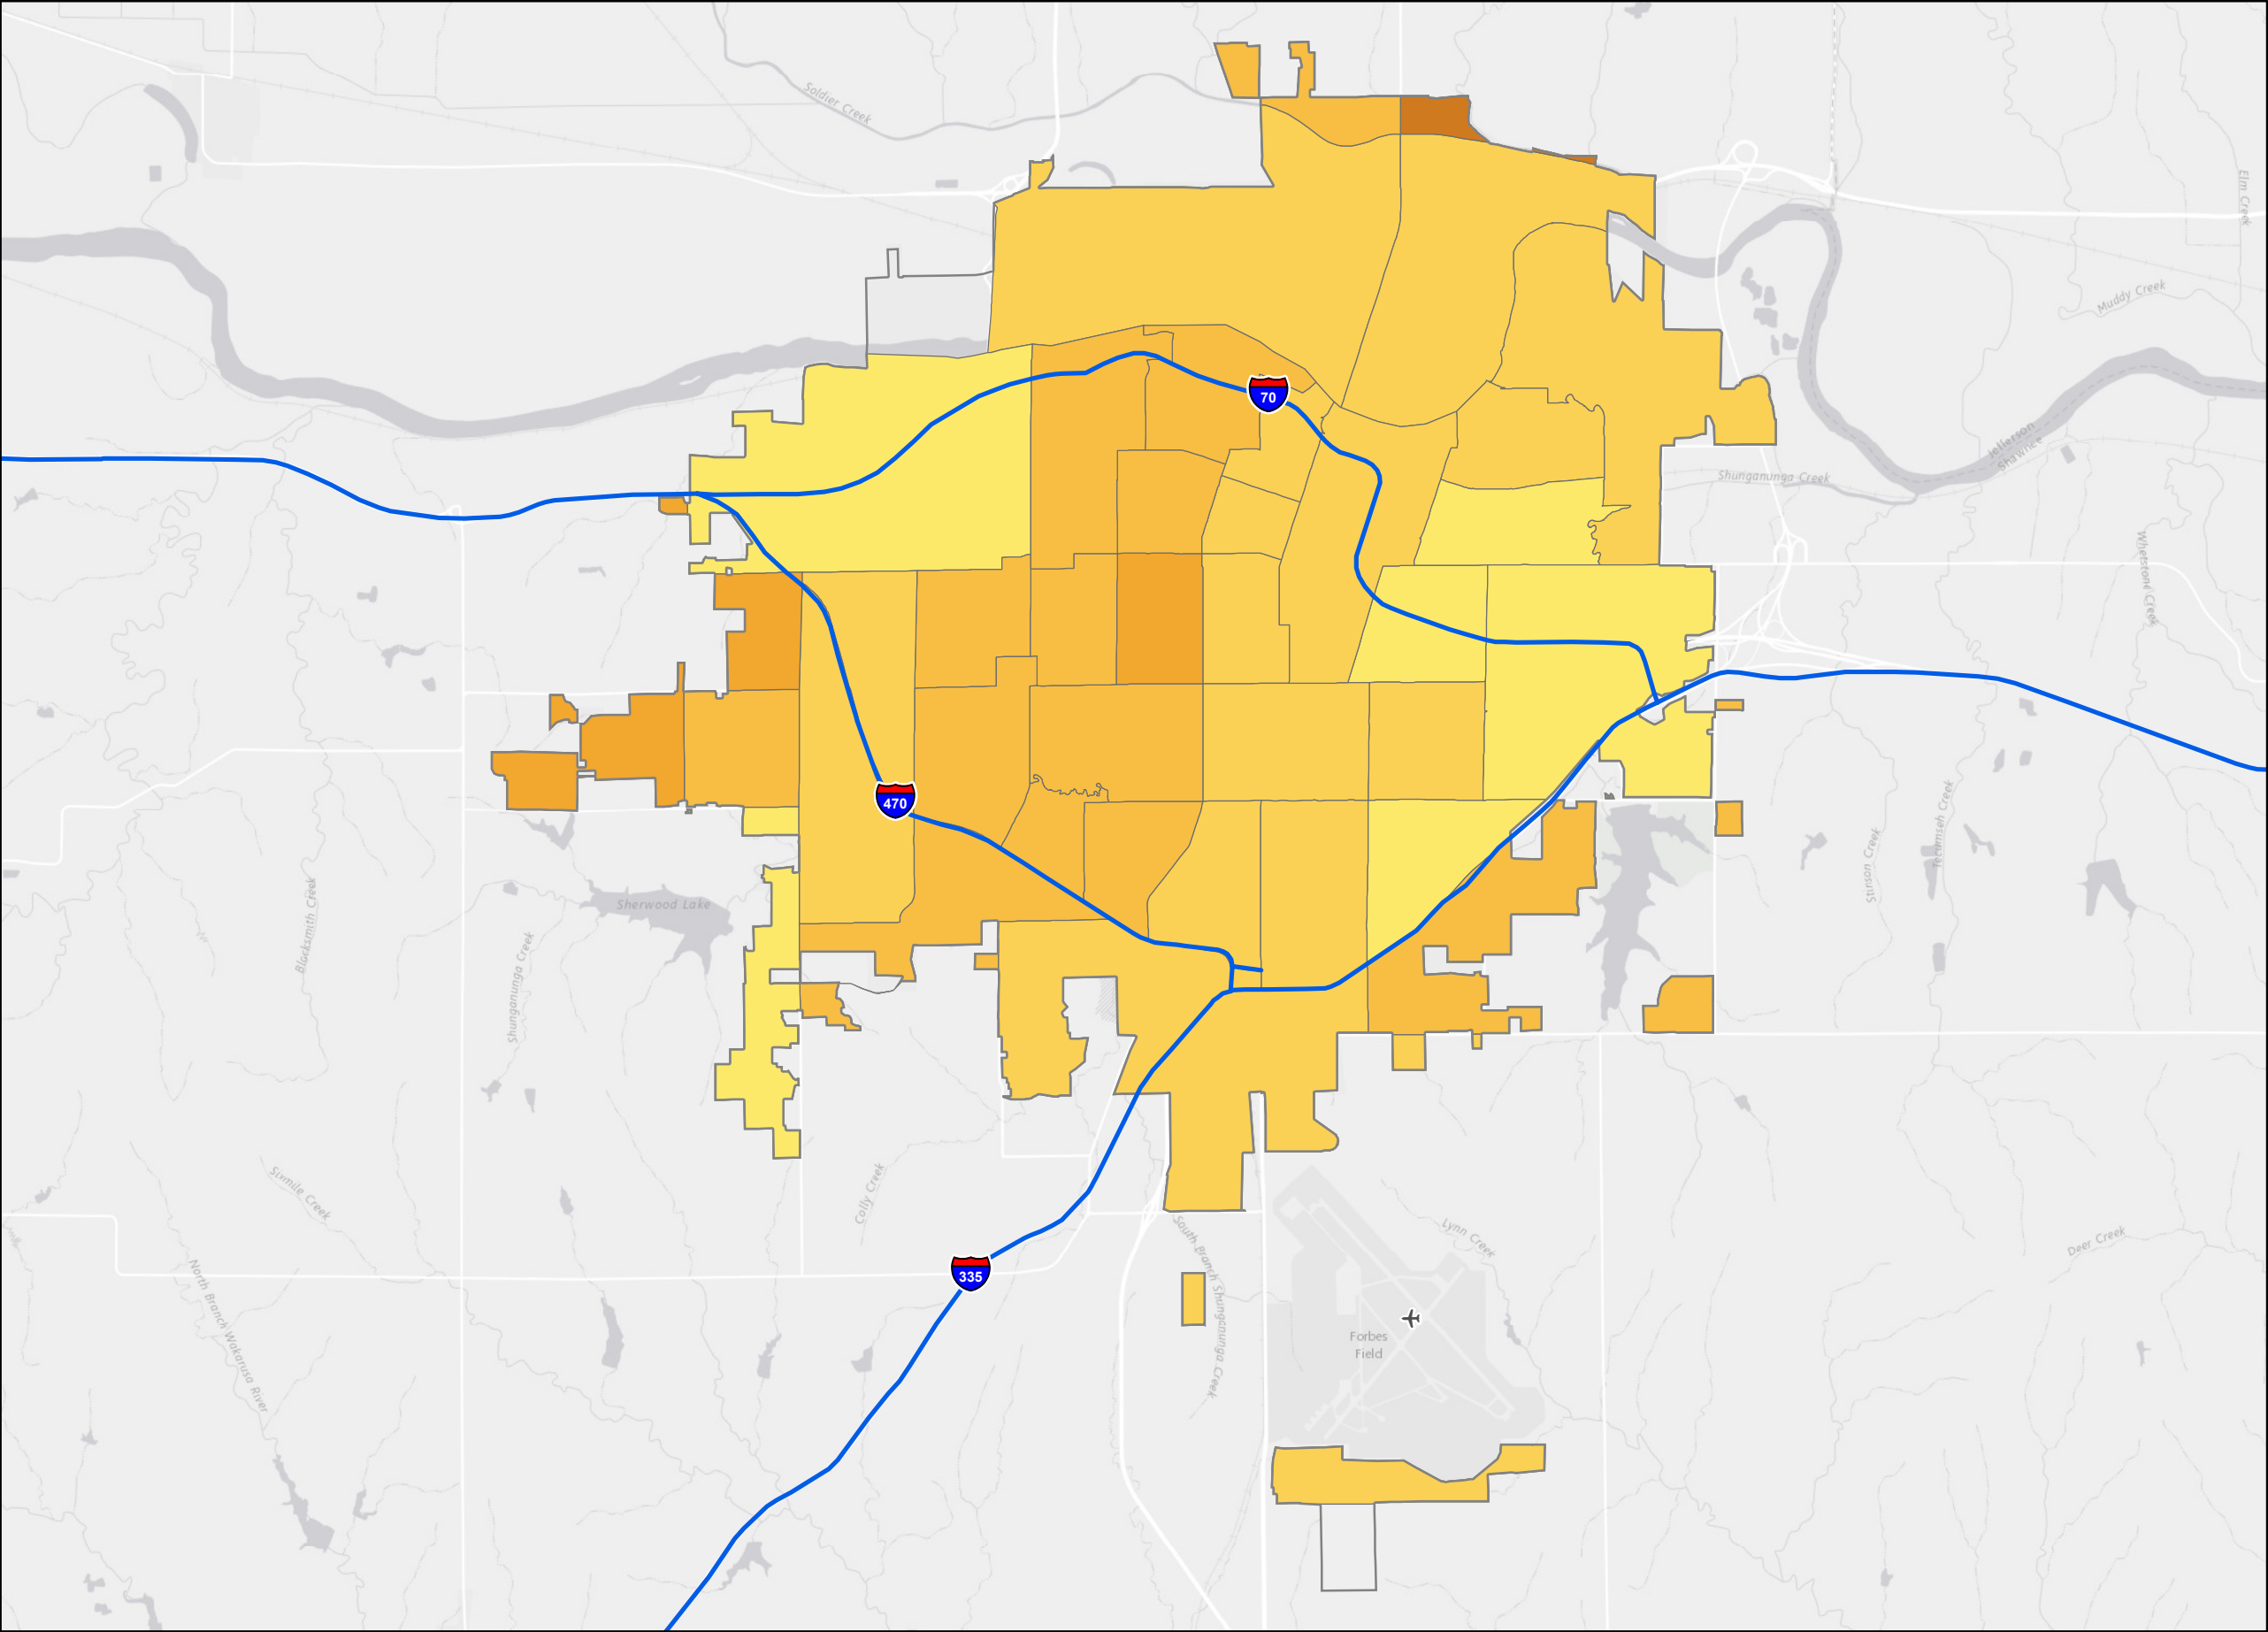 Soldier Creek
Elm Creek
Muddy Creek
70
Jefferson
Shawnee
Shunganunga Creek
Whetstone Creek
470
Sherwood Lake
Blacksmith Creek
Shunganunga Creek
Stinson Creek
Tecumseh Creek
Sixmile Creek
Colly Creek
South Branch Shunganunga Creek
Lynn Creek
Deer Creek
North Branch Wakarusa River
335
Forbes
Field